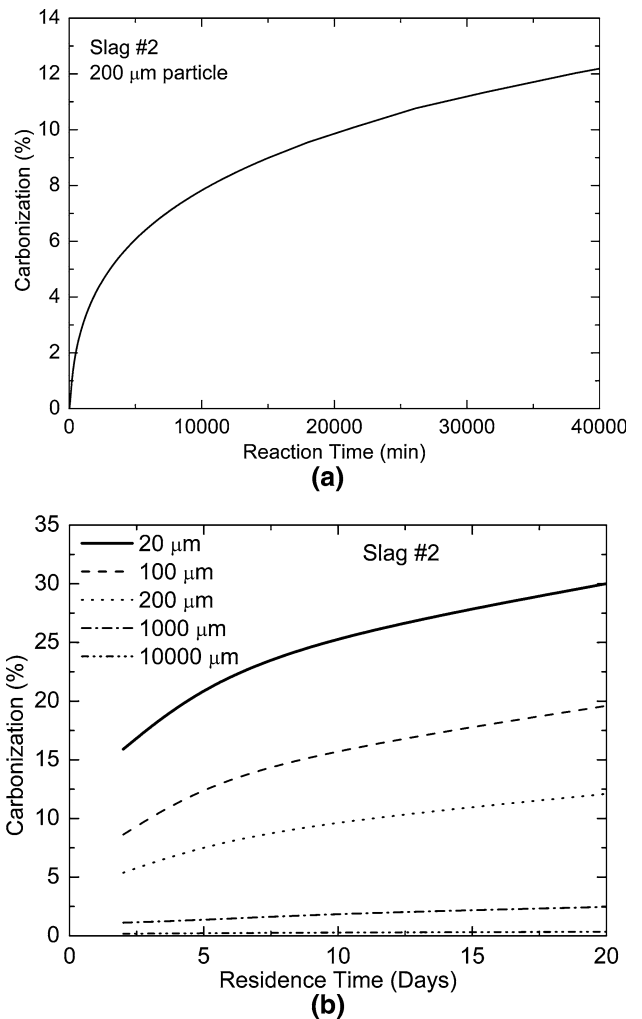 14
12
10
8
6
4
2
0
Carbonization (%)
Slag #2
200 μm particle
0 10000 20000 30000 40000
Reaction Time (min)
(a)
35
30
25
20
15
10
5
0
Carbonization (%)
20 μm
100 μm
200 μm
1000 μm
10000 μm
Slag #2
0 5 10 15 20
Residence Time (Days)
(b)